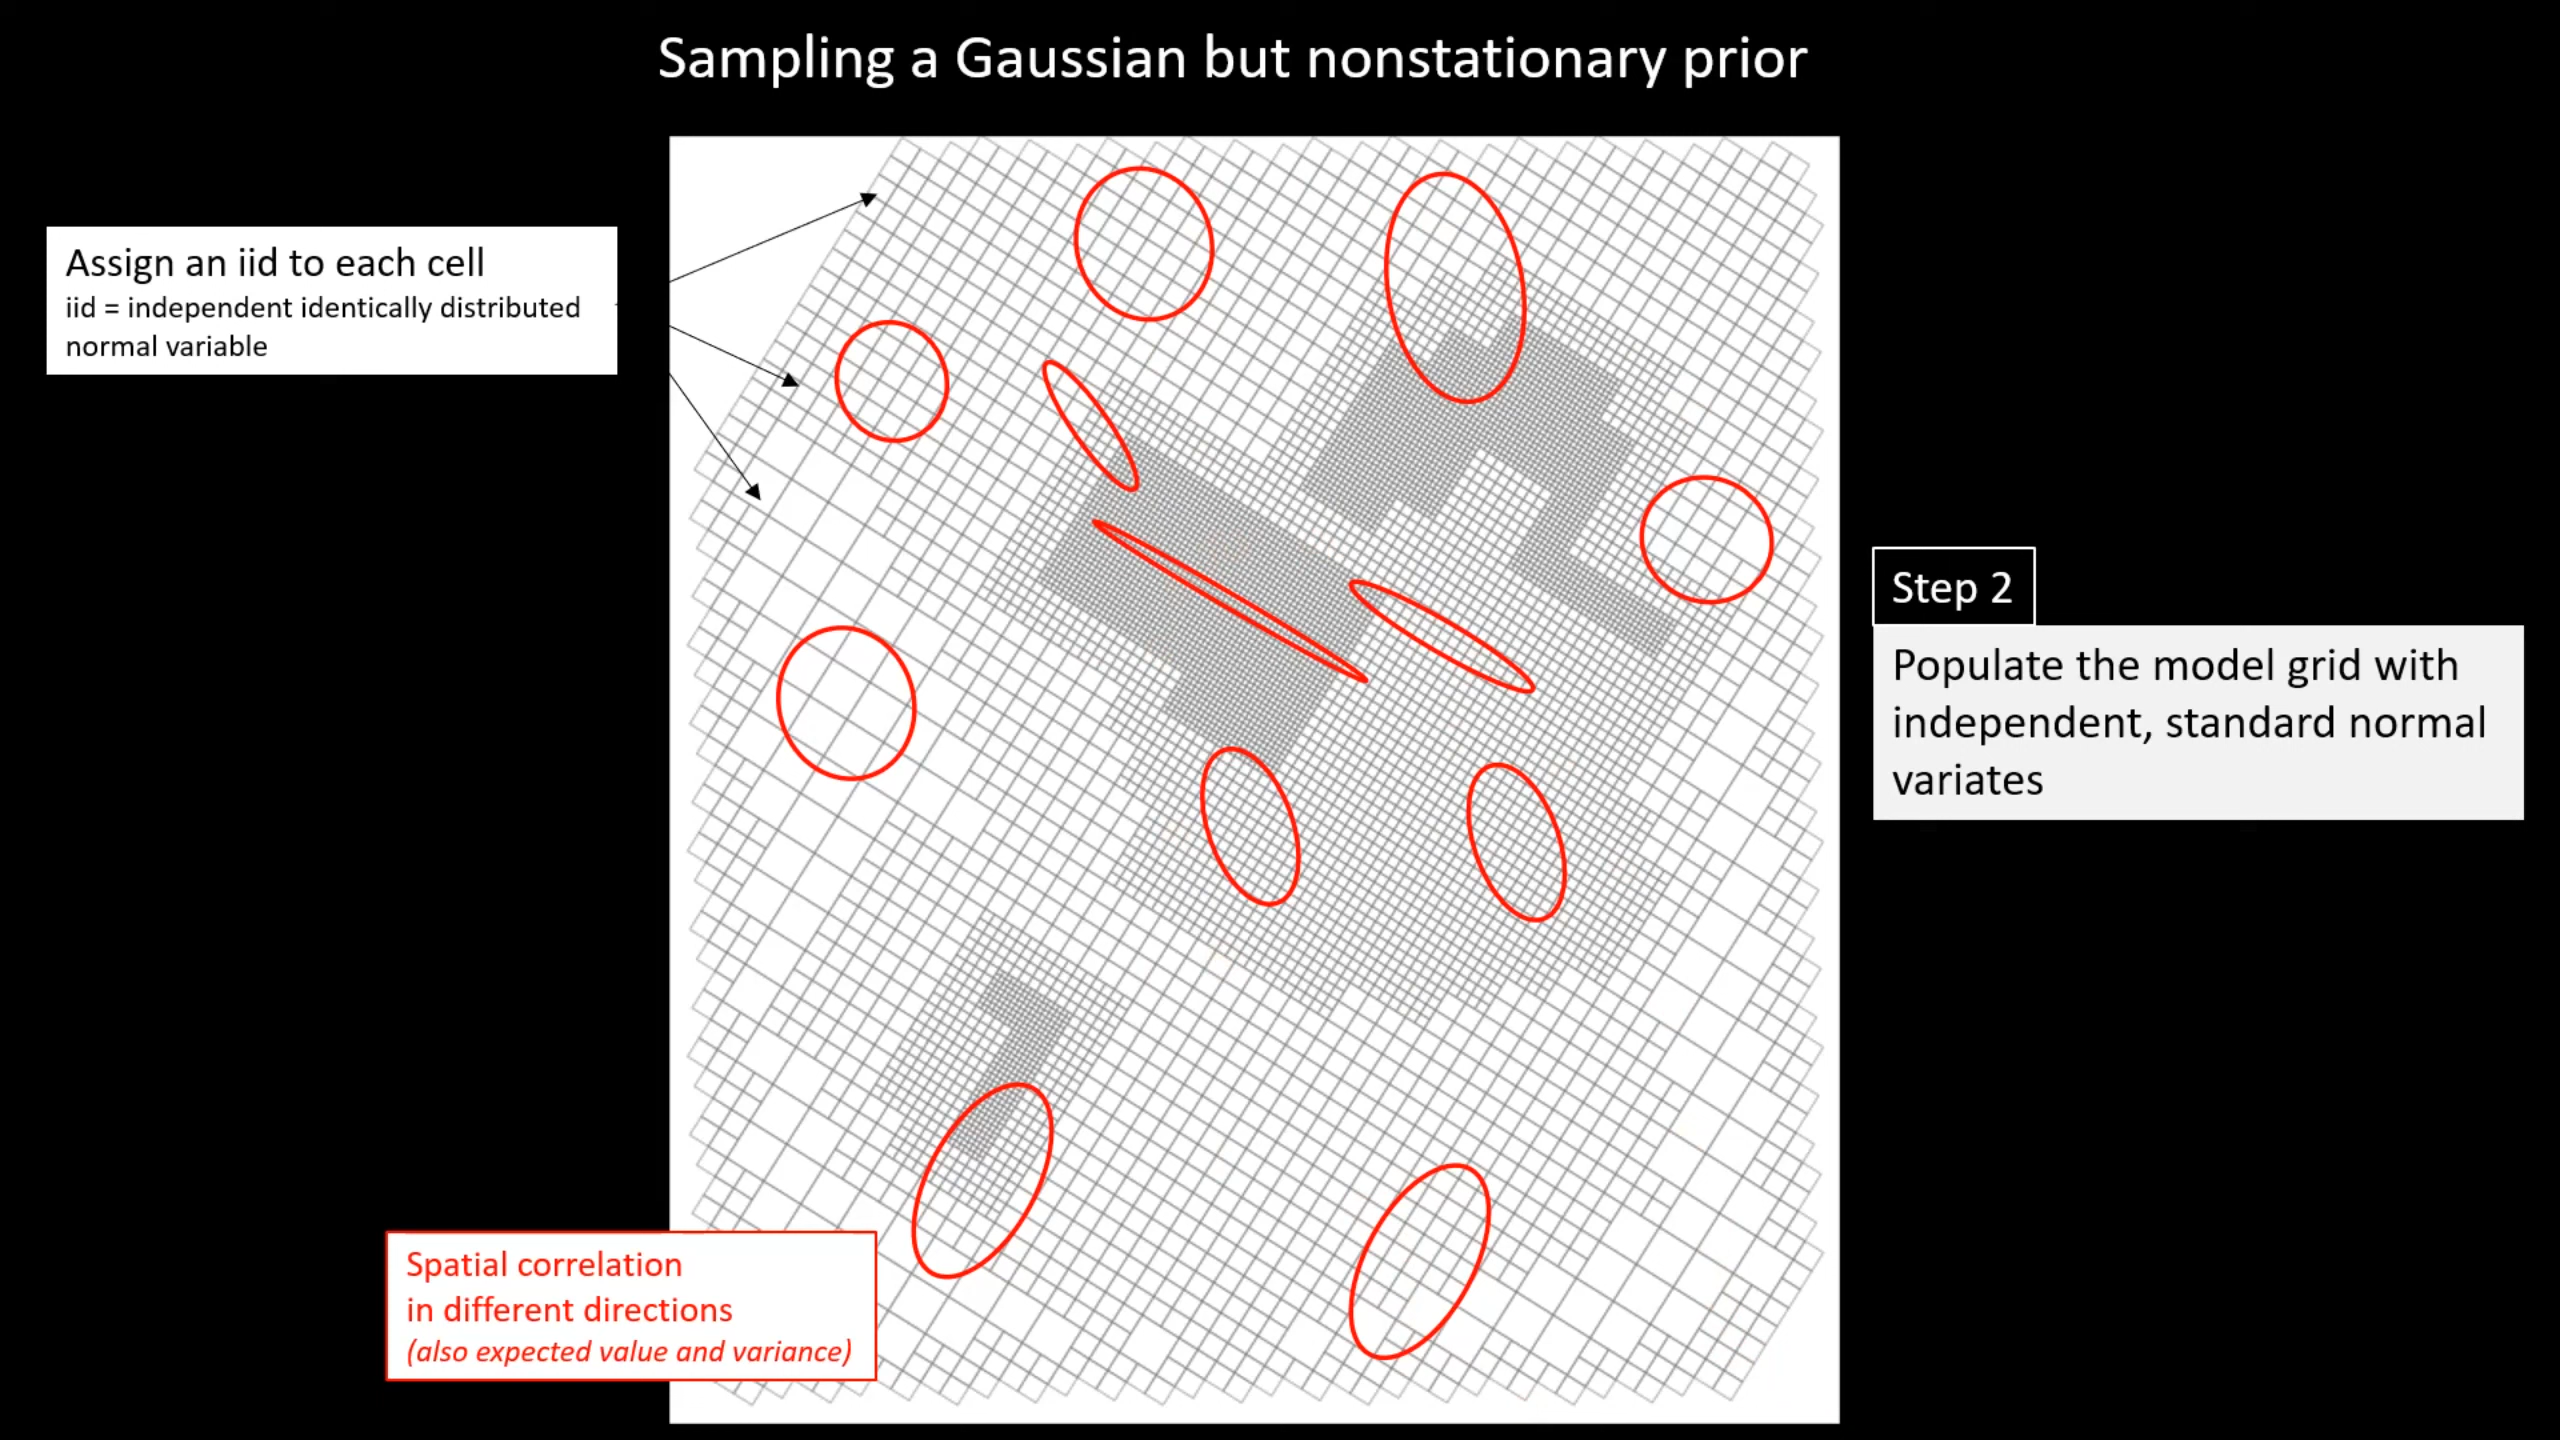 Sampling a Gaussian but nonstationary prior
Assign an iid to each cell
iid = independent identically distributed
normal variable
Step 2
Populate the model grid with
independent, standard normal
variates
Spatial correlation
in different directions
(also expected value and variance)